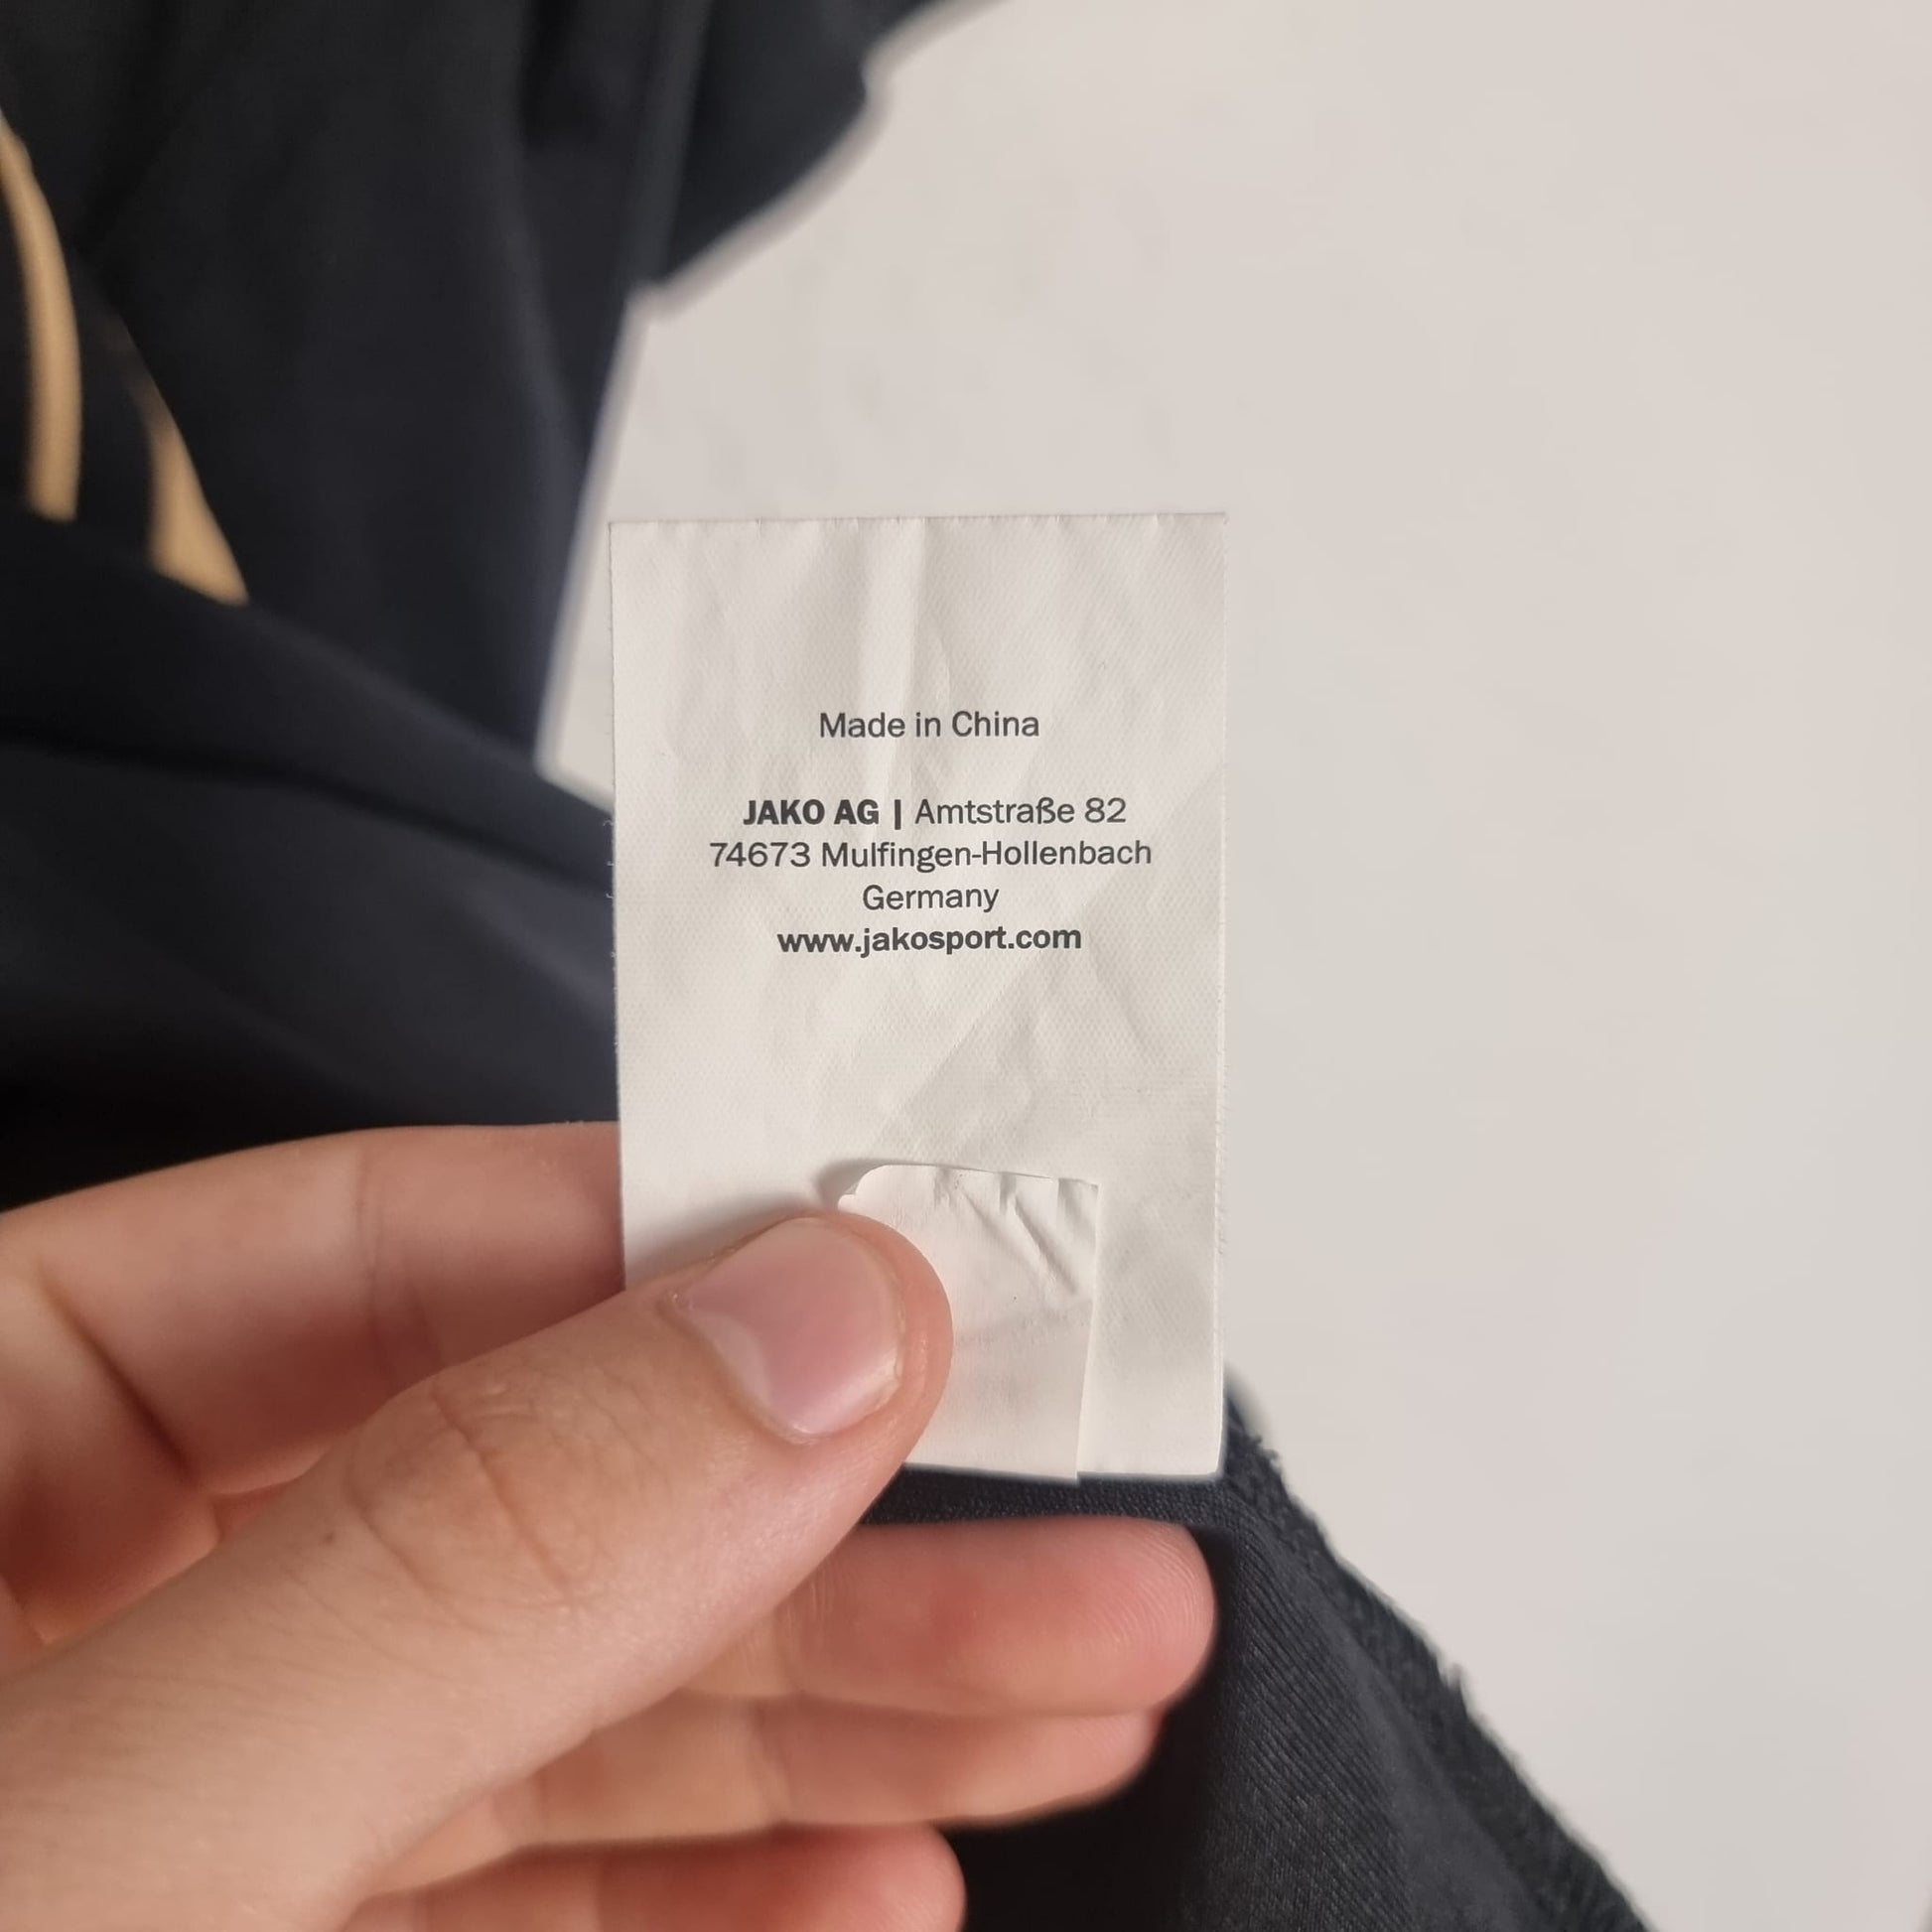 Made in China
JAKO AG | Amtstraße 82
74673 Mulfingen-Hollenbach
Germany
www.jakosport.com